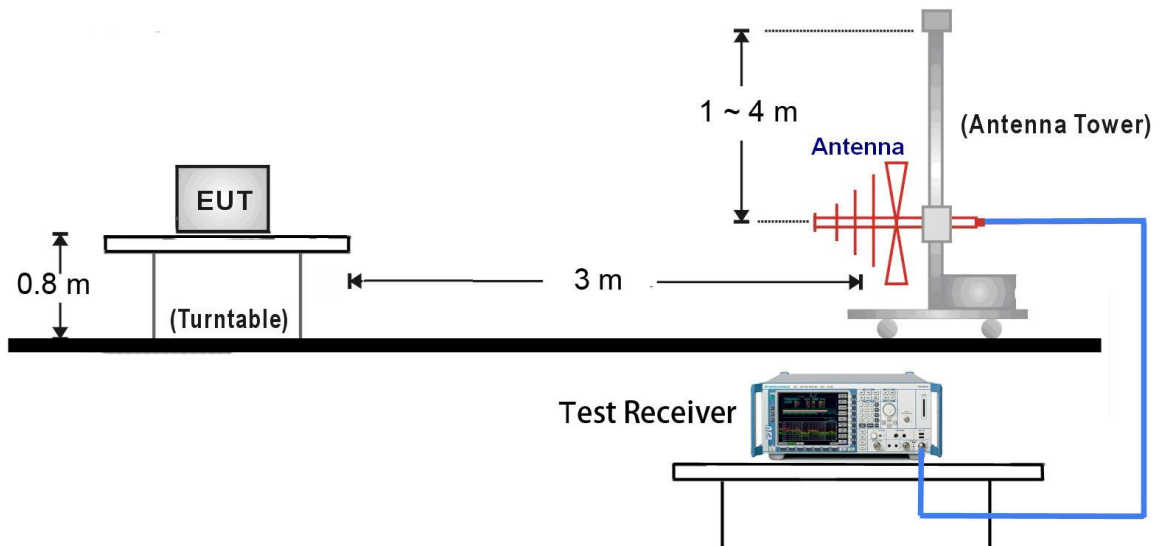 1 ~ 4 m
(Antenna Tower)
Antenna
EUT
0.8 m
3 m
(Turntable)
Test Receiver